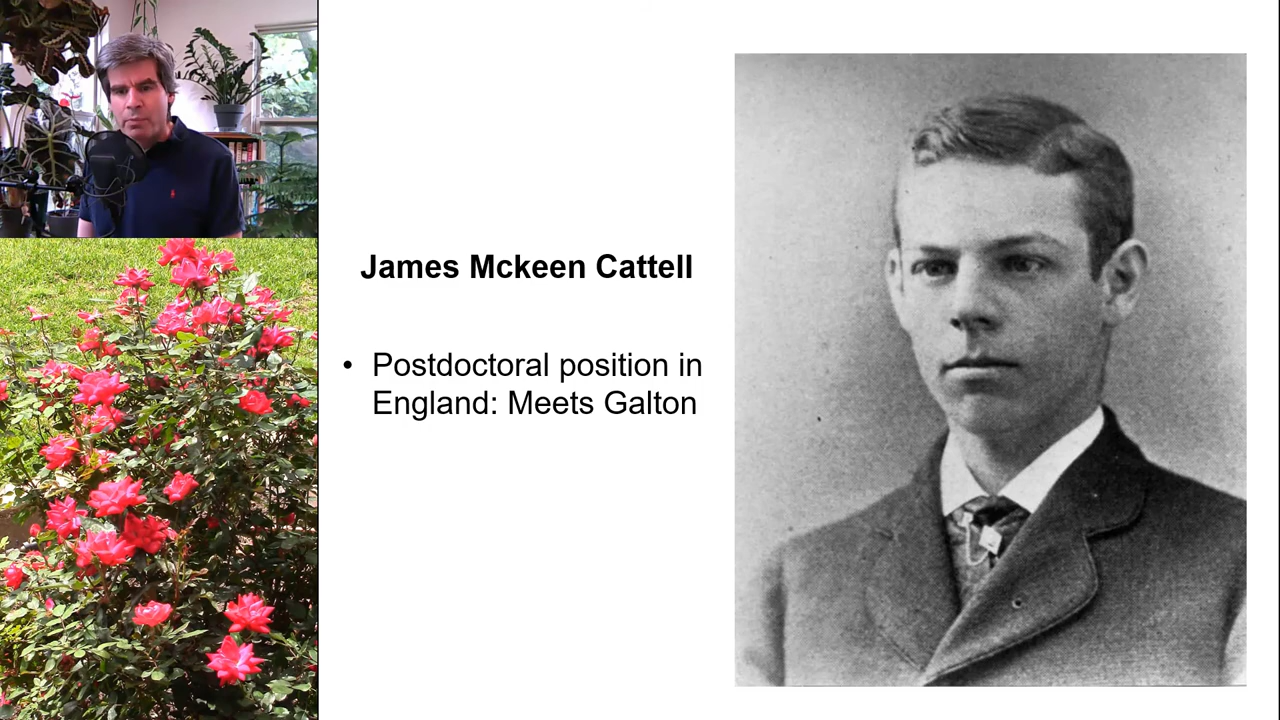 James Mckeen Cattell
• Postdoctoral position in
England: Meets Galton